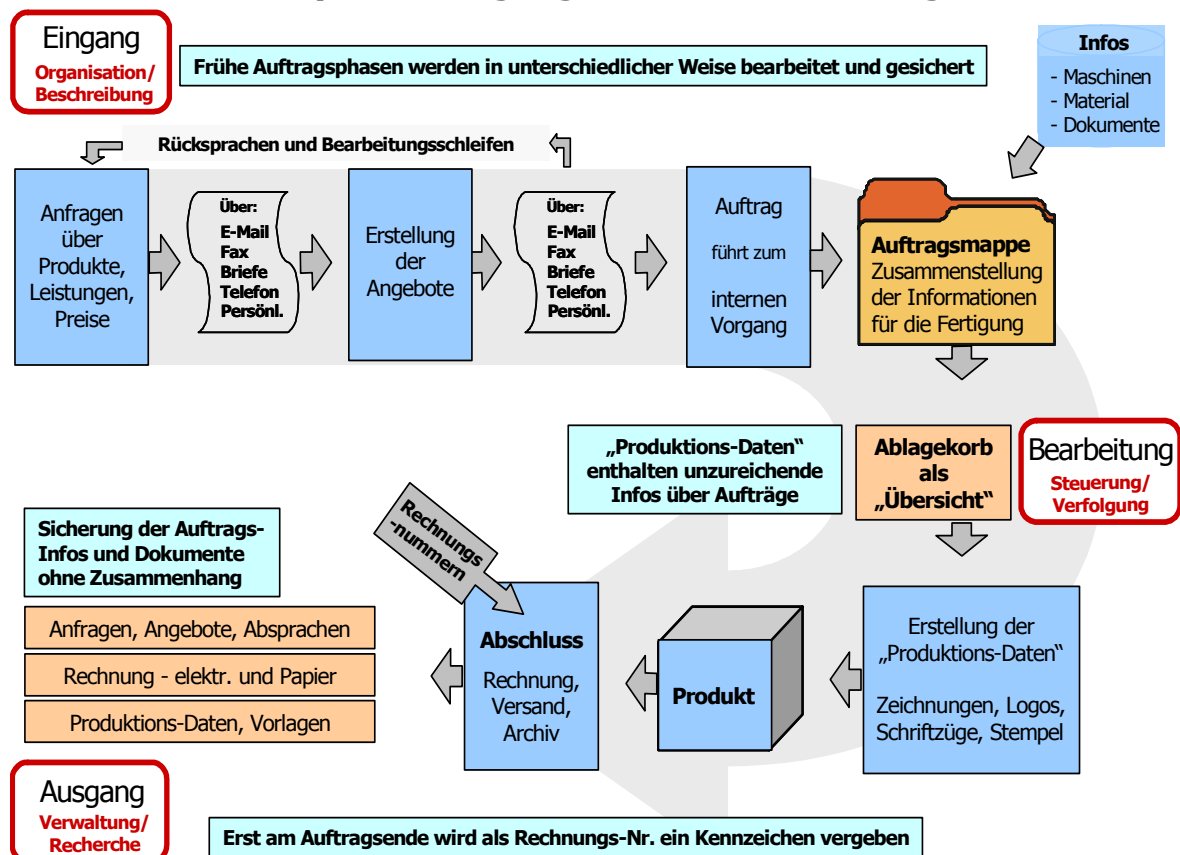 Eingang
Organisation/
Beschreibung
Frühe Auftragsphasen werden in unterschiedlicher Weise bearbeitet und gesichert
Infos
- Maschinen
- Material
- Dokumente
Rücksprachen und Bearbeitungsschleifen
Anfragen
über
Produkte,
Leistungen,
Preise
Über:
E-Mail
Fax
Briefe
Telefon
Persönl.
Erstellung
der
Angebote
Über:
E-Mail
Fax
Briefe
Telefon
Persönl.
Auftrag
führt zum
internen
Vorgang
Auftragsmappe
Zusammenstellung
der Informationen
für die Fertigung
„Produktions-Daten“
enthalten unzureichende
Infos über Aufträge
Ablagekorb
als
„Übersicht“
Bearbeitung
Steuerung/
Verfolgung
Sicherung der Auftrags-
Infos und Dokumente
ohne Zusammenhang
Anfragen, Angebote, Absprachen
Rechnung - elektr. und Papier
Produktions-Daten, Vorlagen
Rechnungs
-nummern
Abschluss
Rechnung,
Versand,
Archiv
Produkt
Erstellung der
„Produktions-Daten“
Zeichnungen, Logos,
Schriftzüge, Stempel
Ausgang
Verwaltung/
Recherche
Erst am Auftragsende wird als Rechnungs-Nr. ein Kennzeichen vergeben